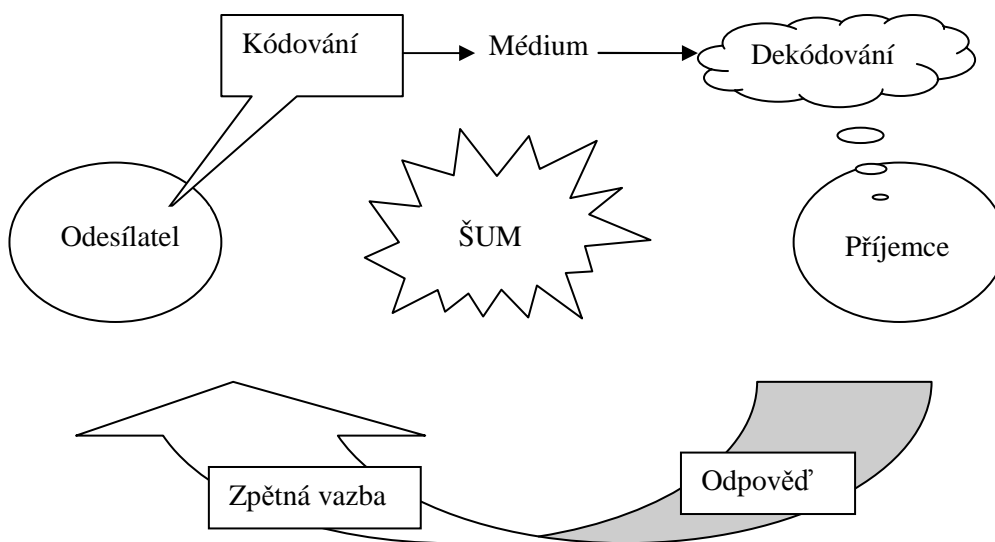 Kódování
Médium
Dekódování
Odesílatel
ŠUM
Příjemce
Zpětná vazba
Odpověď